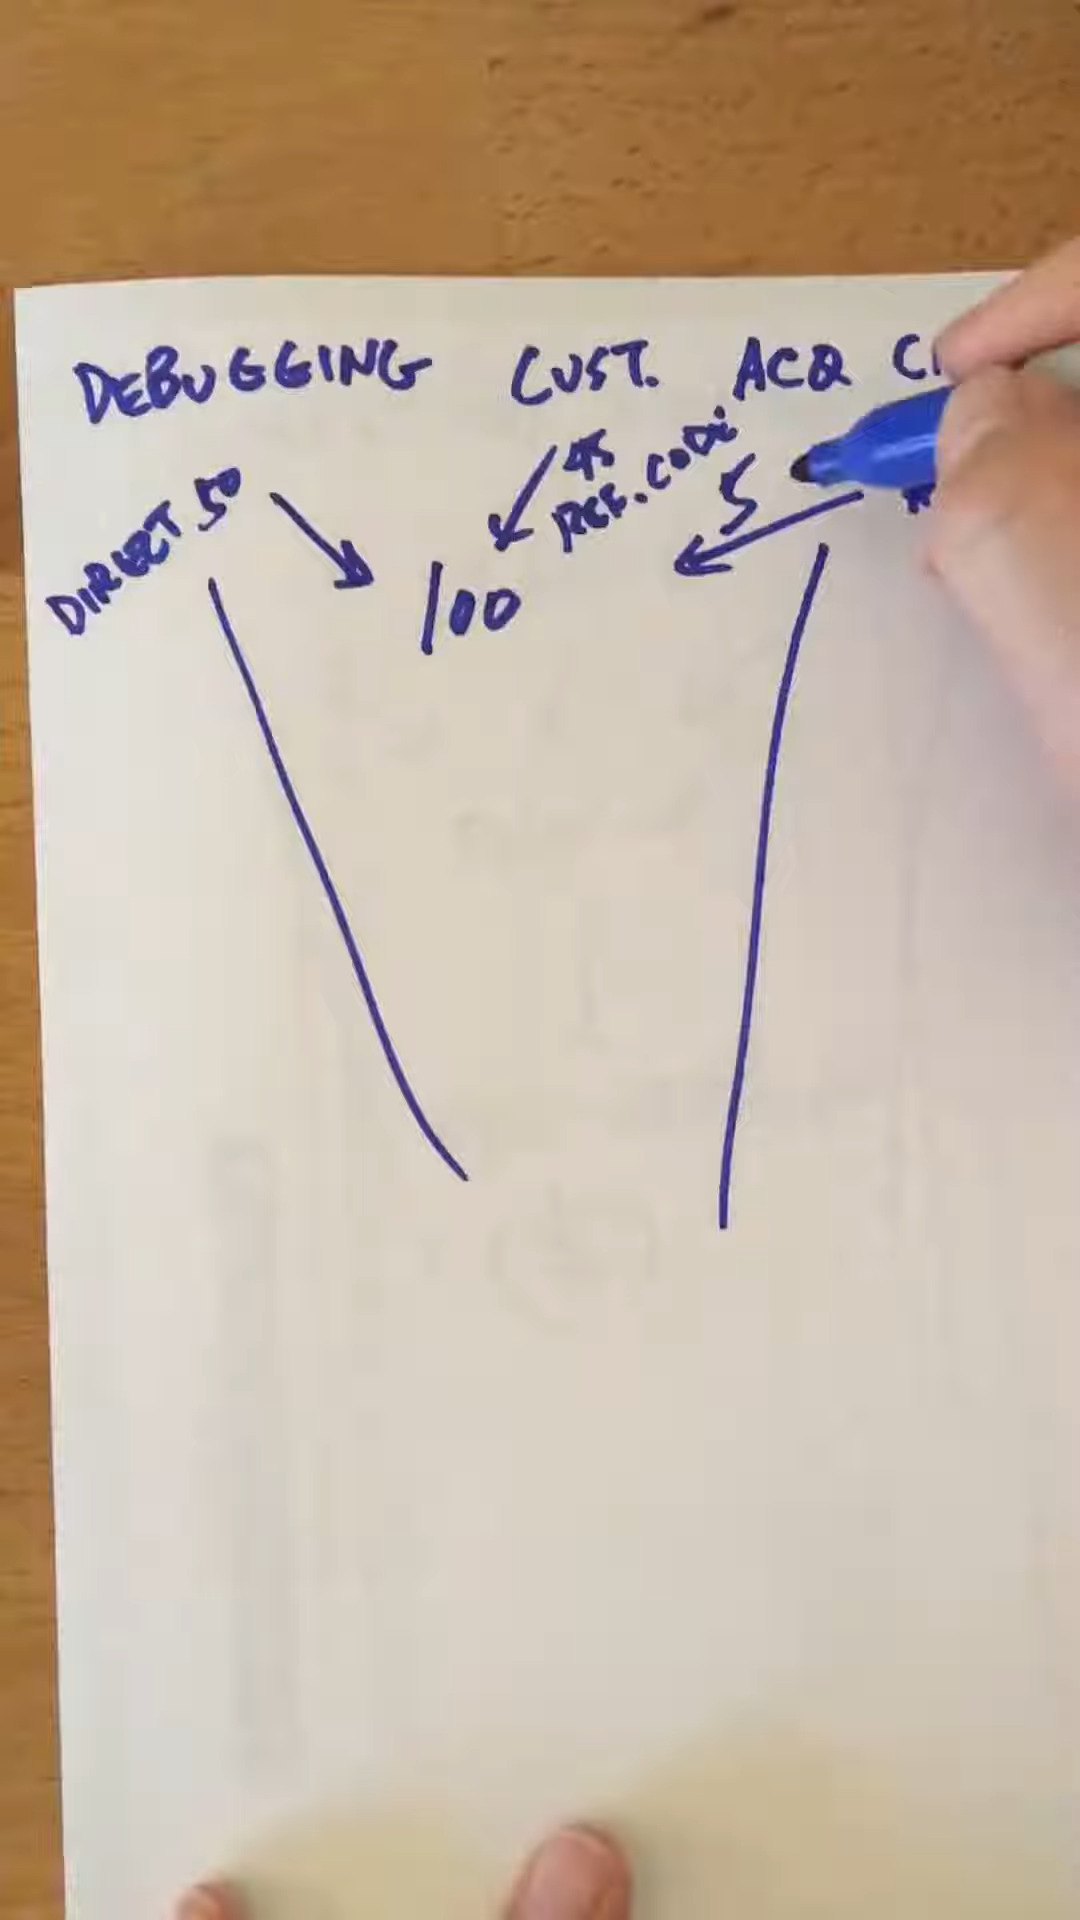 DEBUGGING CUST. ACQ
DIRECT 50
45
REF. CODE
5
100